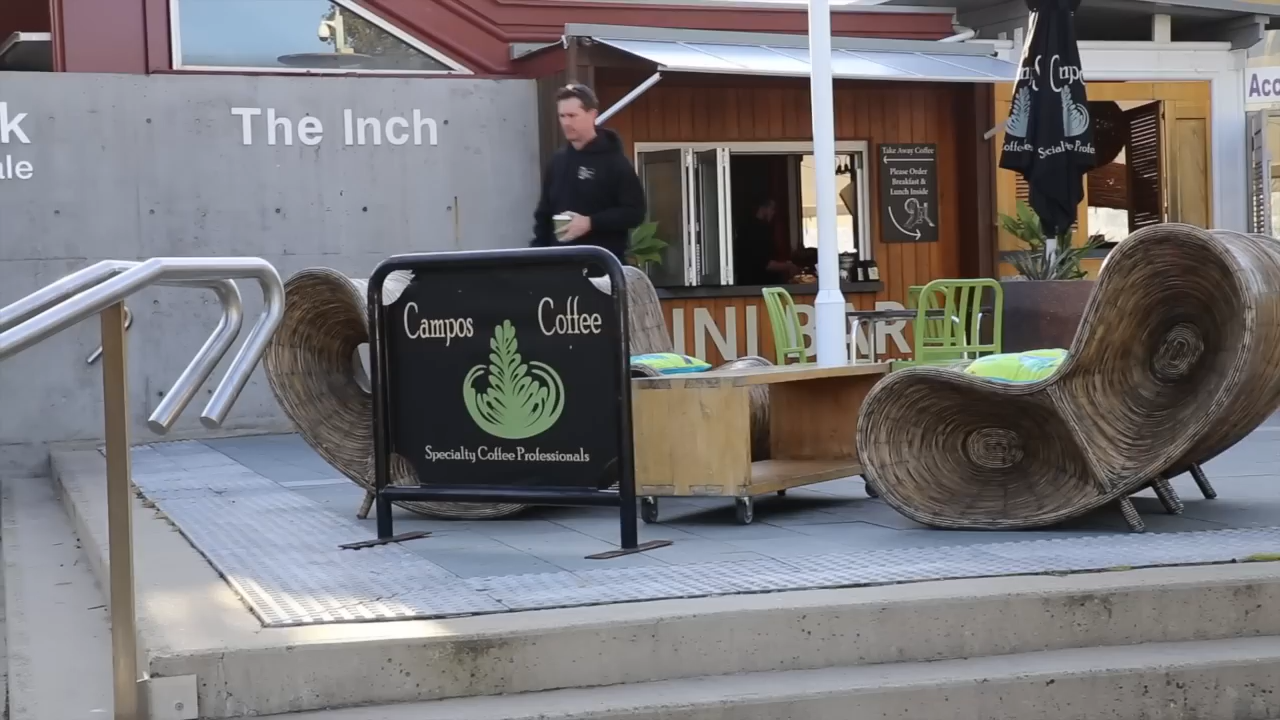 k
ale
The Inch
Take Away Coffee
Please Order
Breakfast &
Lunch Inside
Campo
Acc
INI BAR
Campos Coffee
Specialty Coffee Professionals